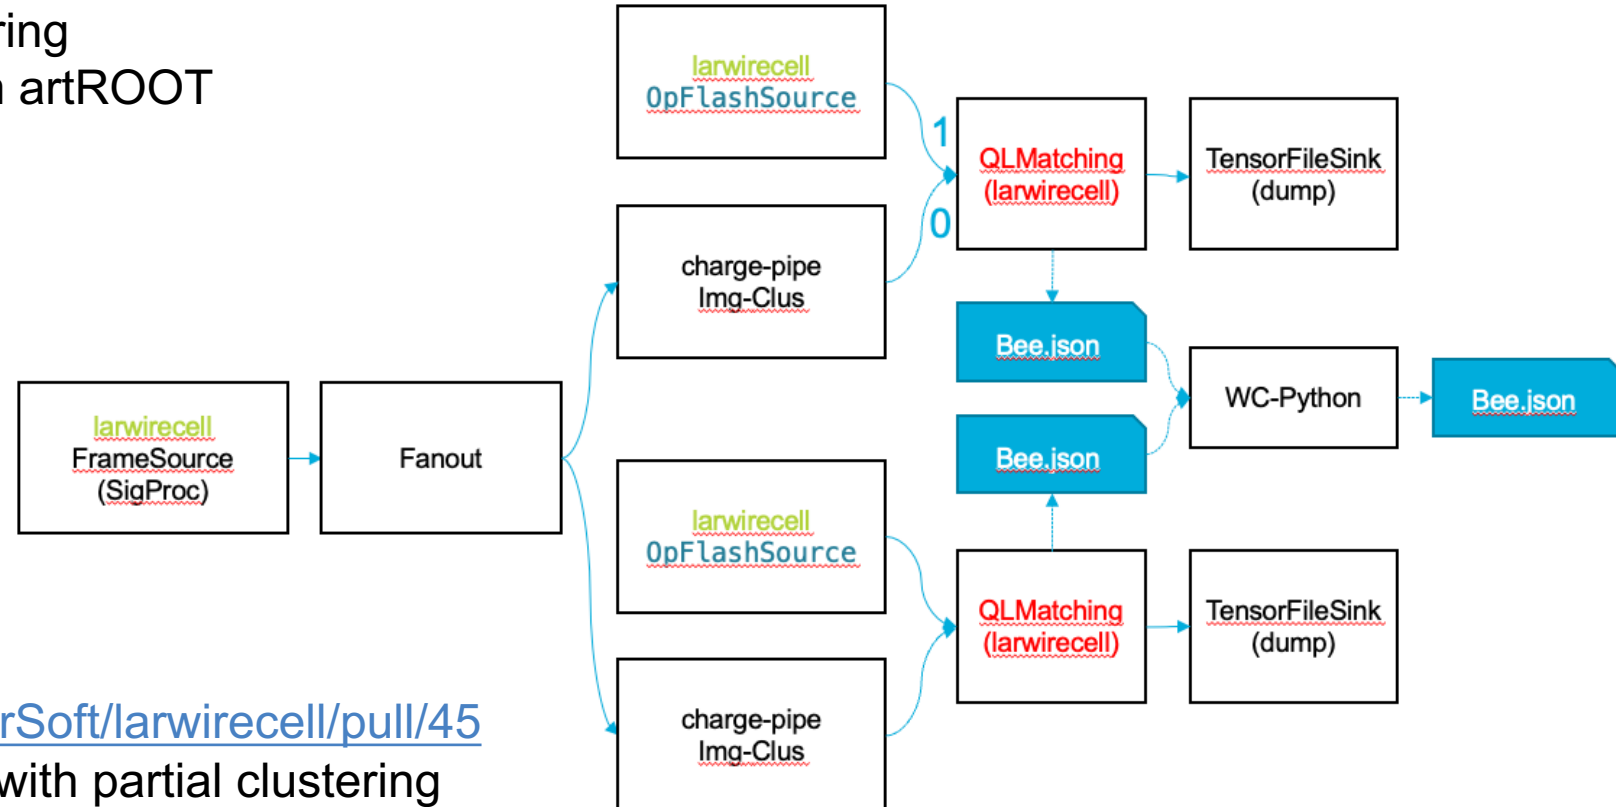 ring
artROOT
larwirecell
OpFlashSource
1
QLMatching
(larwirecell)
TensorFileSink
(dump)
0
charge-pipe
Img-Clus
Bee.json
WC-Python
Bee.json
larwirecell
FrameSource
(SigProc)
Fanout
Bee.json
larwirecell
OpFlashSource
QLMatching
(larwirecell)
TensorFileSink
(dump)
charge-pipe
Img-Clus
rSoft/larwirecell/pull/45
with partial clustering